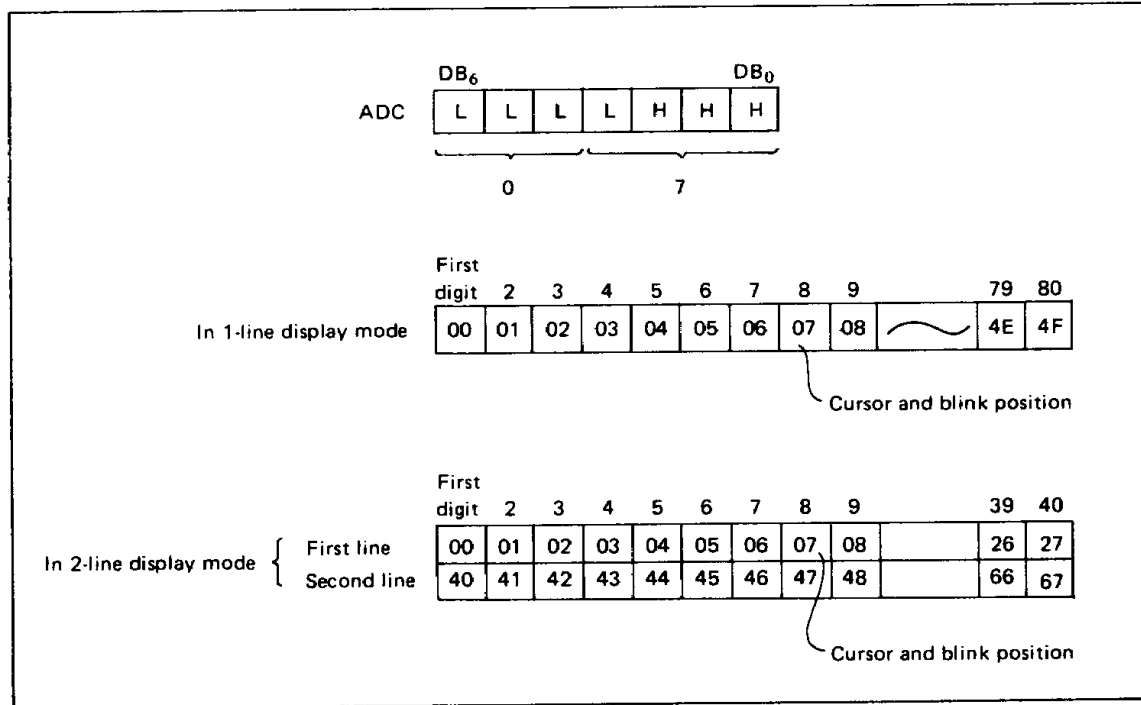 DB6 DB0
ADC L L L L H H H
0 7
First
digit 2 3 4 5 6 7 8 9 79 80
In 1-line display mode 00 01 02 03 04 05 06 07 08 4E 4F
Cursor and blink position
First
digit 2 3 4 5 6 7 8 9 39 40
In 2-line display mode
First line 00 01 02 03 04 05 06 07 08 26 27
Second line 40 41 42 43 44 45 46 47 48 66 67
Cursor and blink position